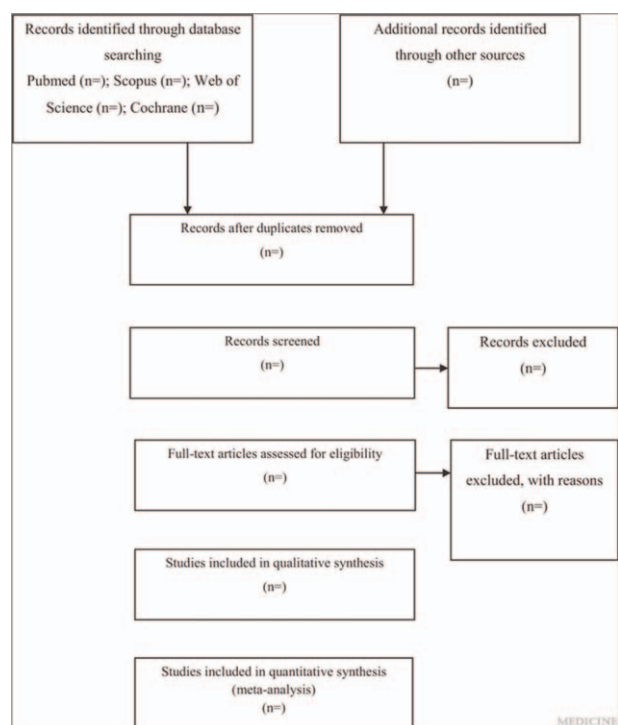 Records identified through database
searching
Pubmed (n=); Scopus (n=); Web of
Science (n=); Cochrane (n=)
Additional records identified
through other sources
(n=)
Records after duplicates removed
(n=)
Records screened
(n=)
Records excluded
(n=)
Full-text articles assessed for eligibility
(n=)
Full-text articles
excluded, with reasons
(n=)
Studies included in qualitative synthesis
(n=)
Studies included in quantitative synthesis
(meta-analysis)
(n=)
MEDICINE